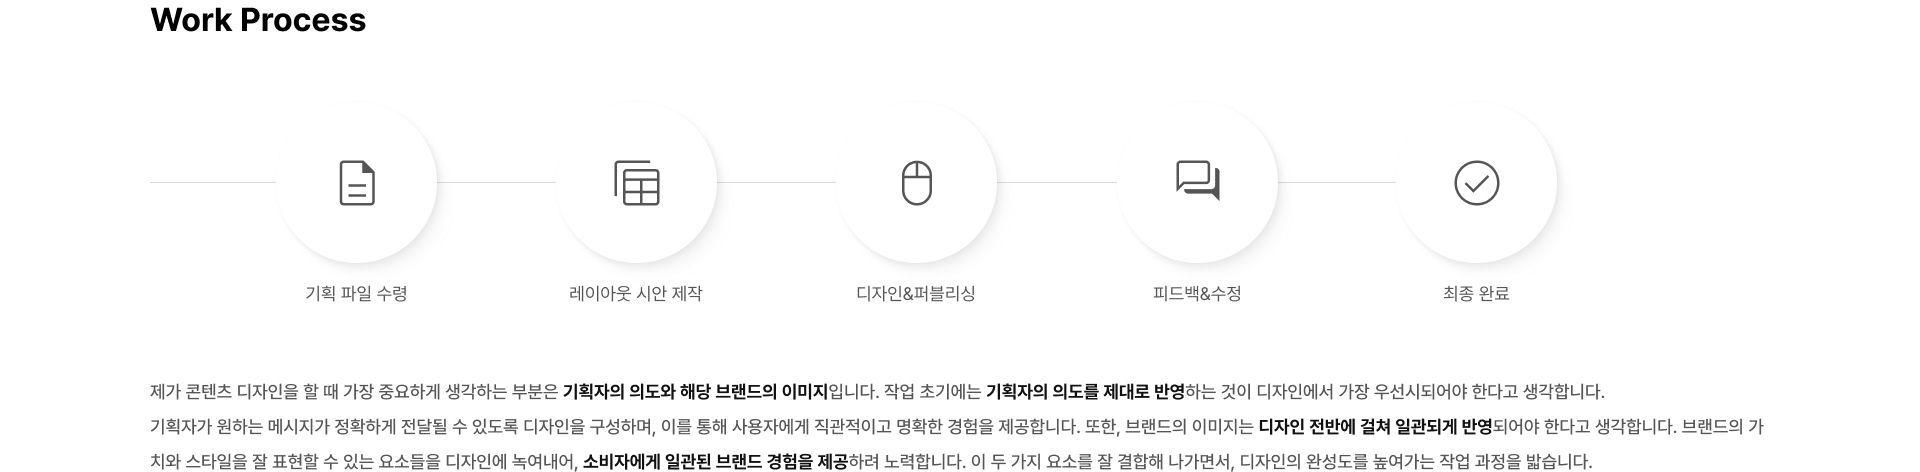 Work Process
기획 파일 수령
레이아웃 시안 제작
디자인&퍼블리싱
피드백&수정
최종 완료
제가 콘텐츠 디자인을 할 때 가장 중요하게 생각하는 부분은 기획자의 의도와 해당 브랜드의 이미지입니다. 작업 초기에는 기획자의 의도를 제대로 반영하는 것이 디자인에서 가장 우선시되어야 한다고 생각합니다.
기획자가 원하는 메시지가 정확하게 전달될 수 있도록 디자인을 구성하며, 이를 통해 사용자에게 직관적이고 명확한 경험을 제공합니다. 또한, 브랜드의 이미지는 디자인 전반에 걸쳐 일관되게 반영되어야 한다고 생각합니다. 브랜드의 가
치와 스타일을 잘 표현할 수 있는 요소들을 디자인에 녹여내어, 소비자에게 일관된 브랜드 경험을 제공하려 노력합니다. 이 두 가지 요소를 잘 결합해 나가면서, 디자인의 완성도를 높여가는 작업 과정을 밟습니다.